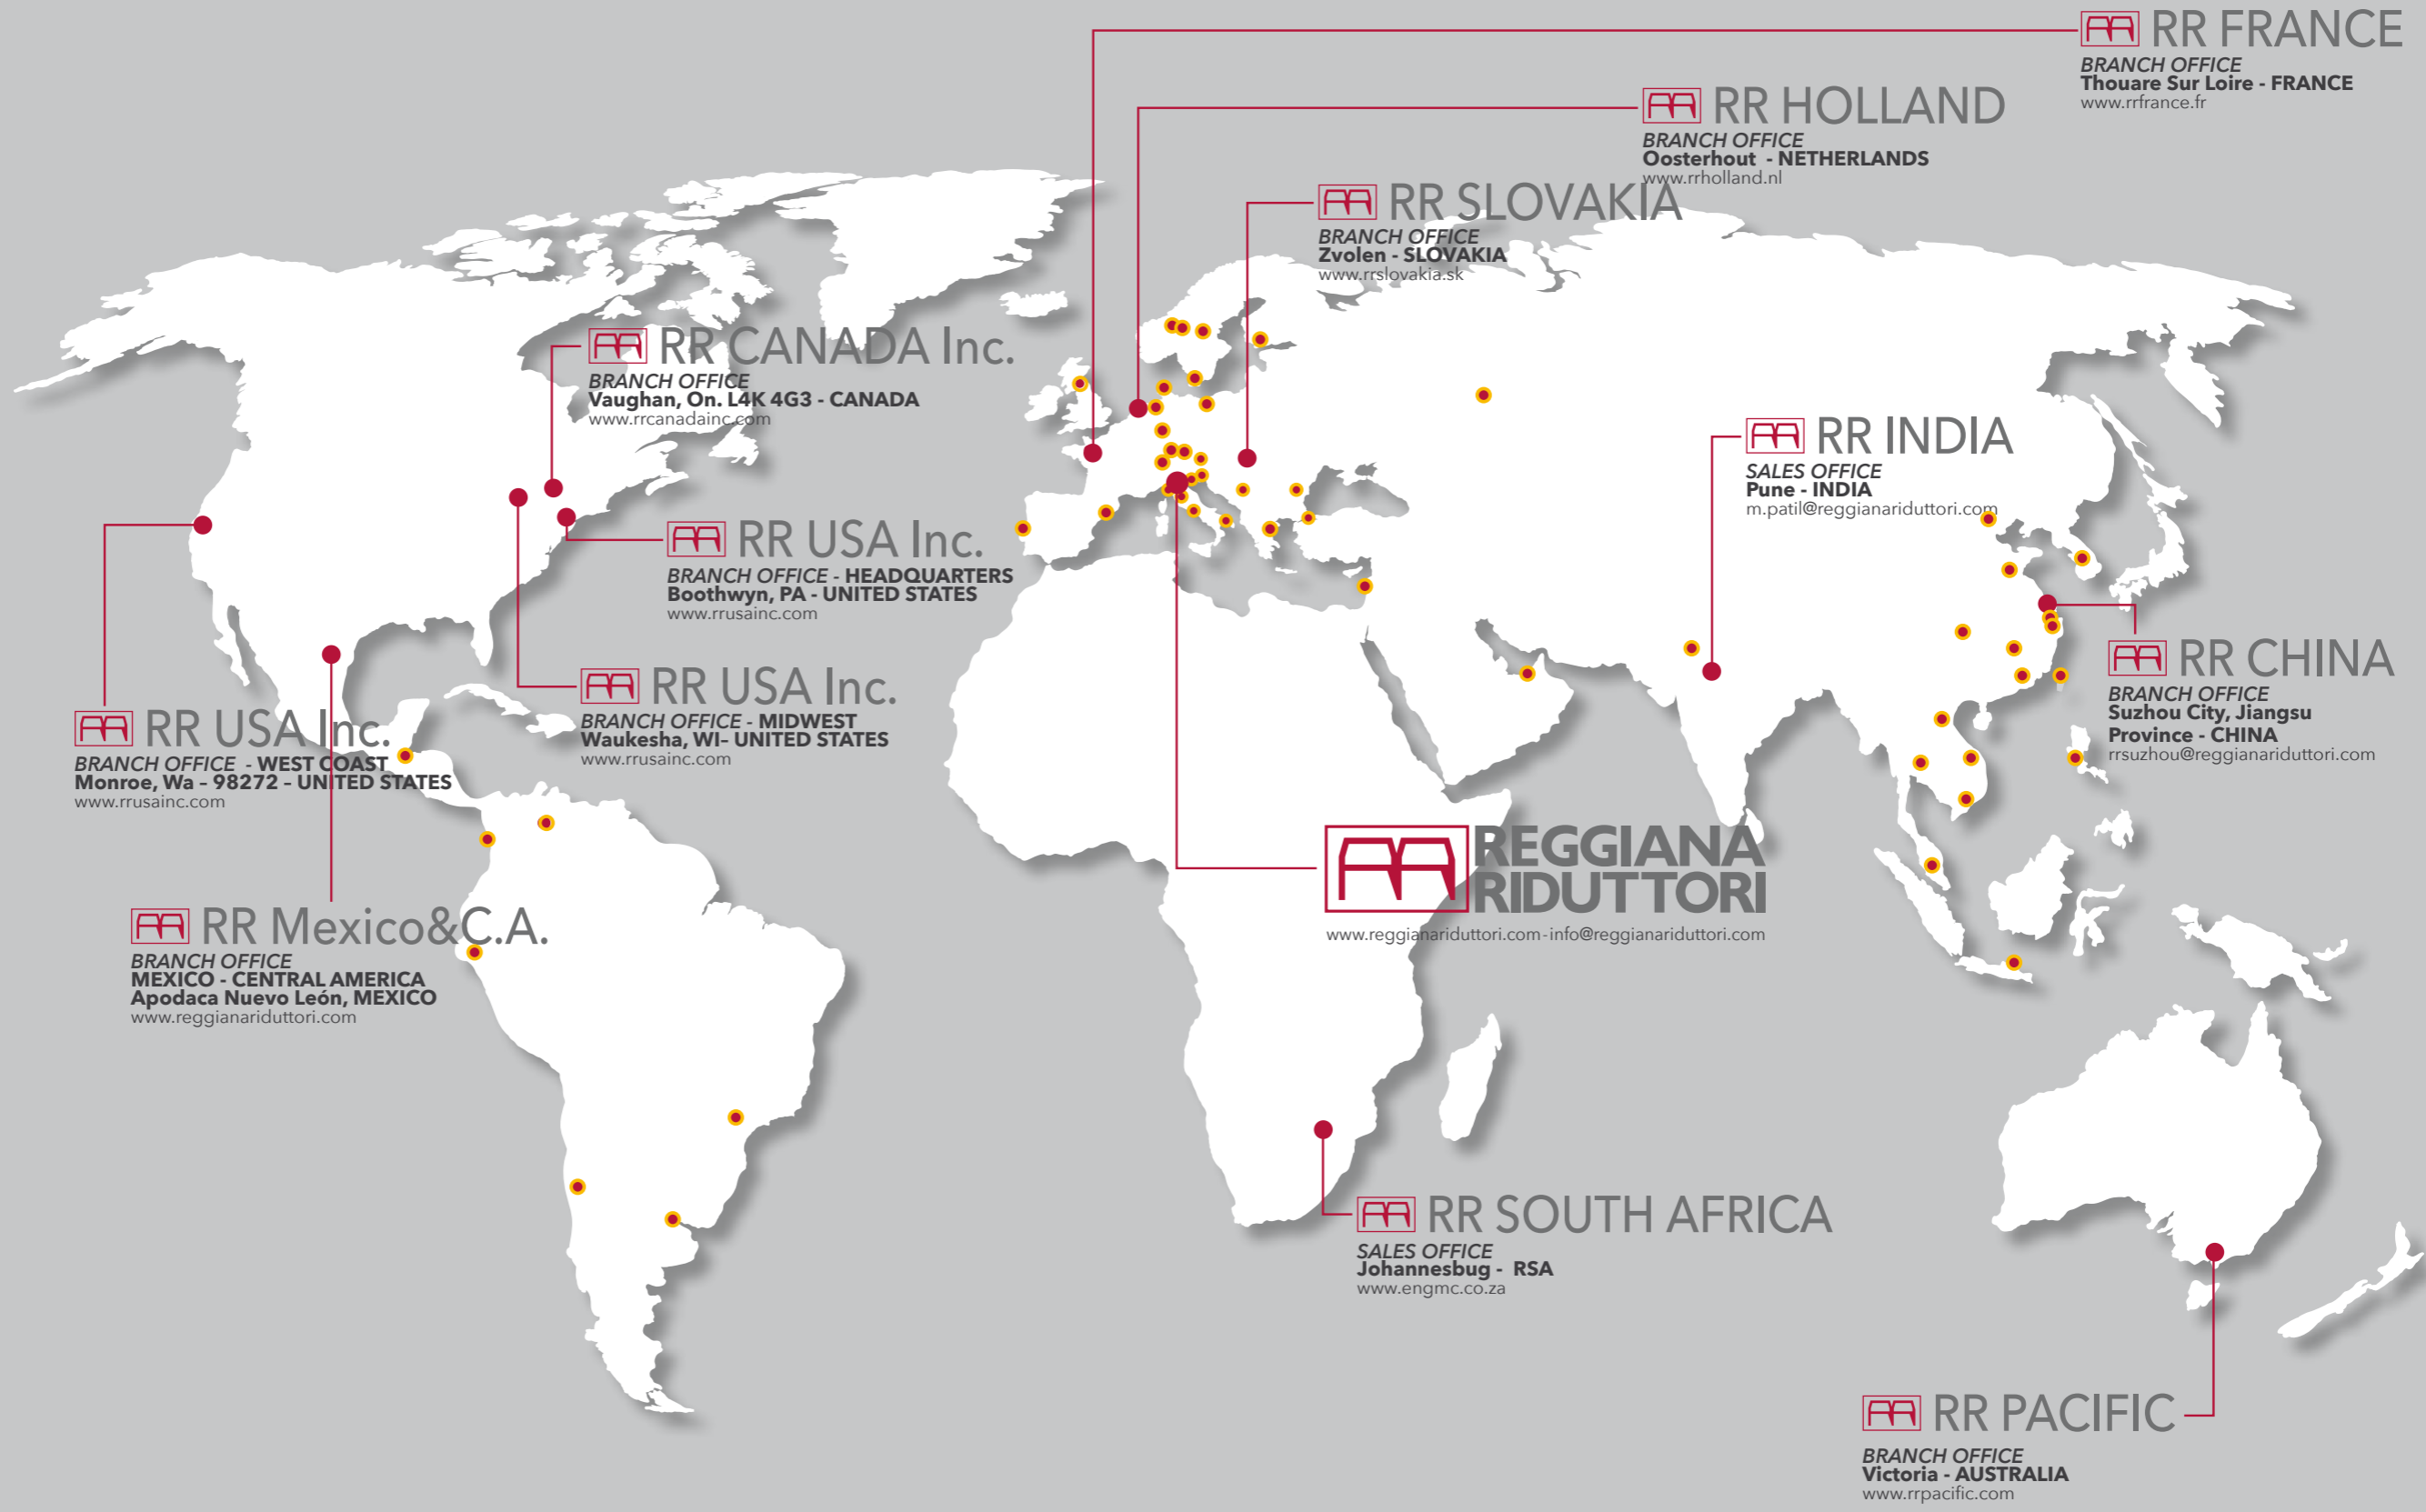 RR FRANCE
BRANCH OFFICE
Thouare Sur Loire - FRANCE
www.rrfrance.fr
RR HOLLAND
BRANCH OFFICE
Oosterhout - NETHERLANDS
www.rrholland.nl
RR SLOVAKIA
BRANCH OFFICE
Zvolen - SLOVAKIA
www.rrslovakia.sk
RR CANADA Inc.
BRANCH OFFICE
Vaughan, On. L4K 4G3 - CANADA
www.rrcanadainc.com
RR INDIA
SALES OFFICE
Pune - INDIA
m.patil@reggianariduttori.com
RR USA Inc.
BRANCH OFFICE - HEADQUARTERS
Boothwyn, PA - UNITED STATES
www.rrusainc.com
RR CHINA
BRANCH OFFICE
Suzhou City, Jiangsu
Province - CHINA
rrsuzhou@reggianariduttori.com
RR USA Inc.
BRANCH OFFICE - MIDWEST
Waukesha, WI– UNITED STATES
www.rrusainc.com
RR USA Inc.
BRANCH OFFICE - WEST COAST
Monroe, Wa – 98272 – UNITED STATES
www.rrusainc.com
REGGIANA
RIDUTTORI
www.reggianariduttori.com-info@reggianariduttori.com
RR Mexico&C.A.
BRANCH OFFICE
MEXICO - CENTRAL AMERICA
Apodaca Nuevo León, MEXICO
www.reggianariduttori.com
RR SOUTH AFRICA
SALES OFFICE
Johannesbug - RSA
www.engmc.co.za
RR PACIFIC
BRANCH OFFICE
Victoria - AUSTRALIA
www.rrpacific.com